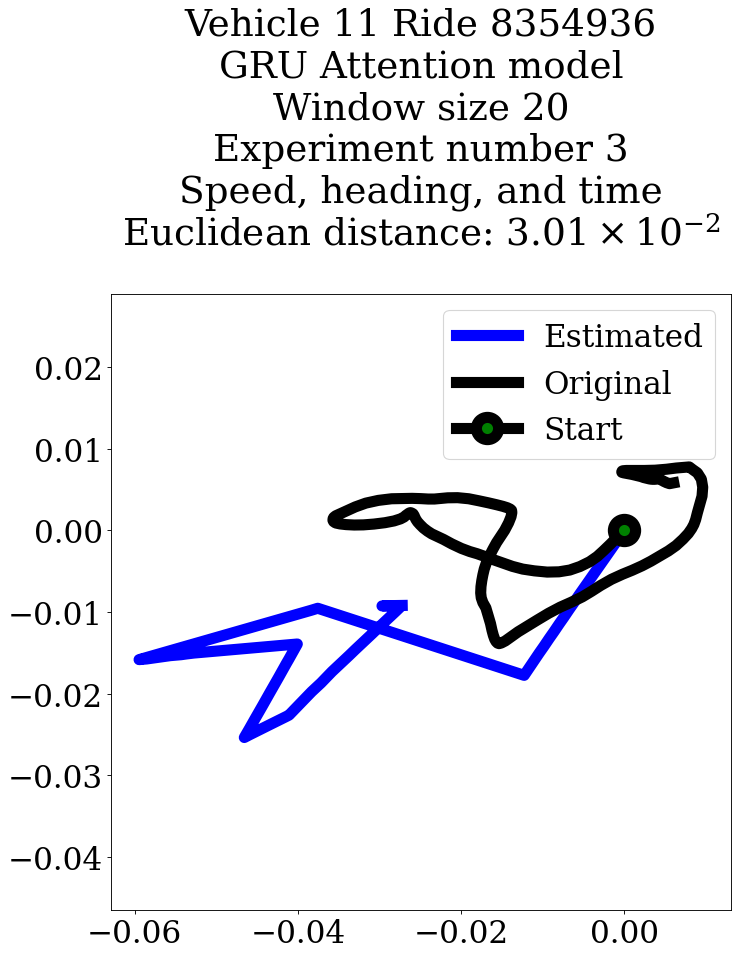 Vehicle 11 Ride 8354936
GRU Attention model
Window size 20
Experiment number 3
Speed, heading, and time
Euclidean distance: 3.01 × 10⁻²
Estimated
Original
Start
0.02
0.01
0.00
−0.01
−0.02
−0.03
−0.04
−0.06 −0.04 −0.02 0.00